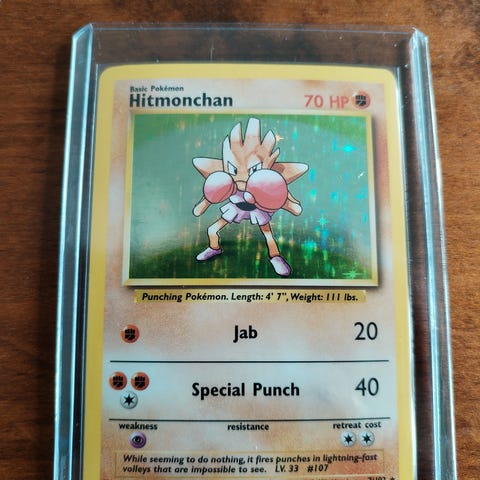 Basic Pokémon
Hitmonchan 70 HP
Punching Pokémon. Length: 4' 7", Weight: 111 lbs.
Jab 20
Special Punch 40
weakness resistance retreat cost
While seeming to do nothing, it fires punches in lightning-fast
volleys that are impossible to see. LV. 33 #107